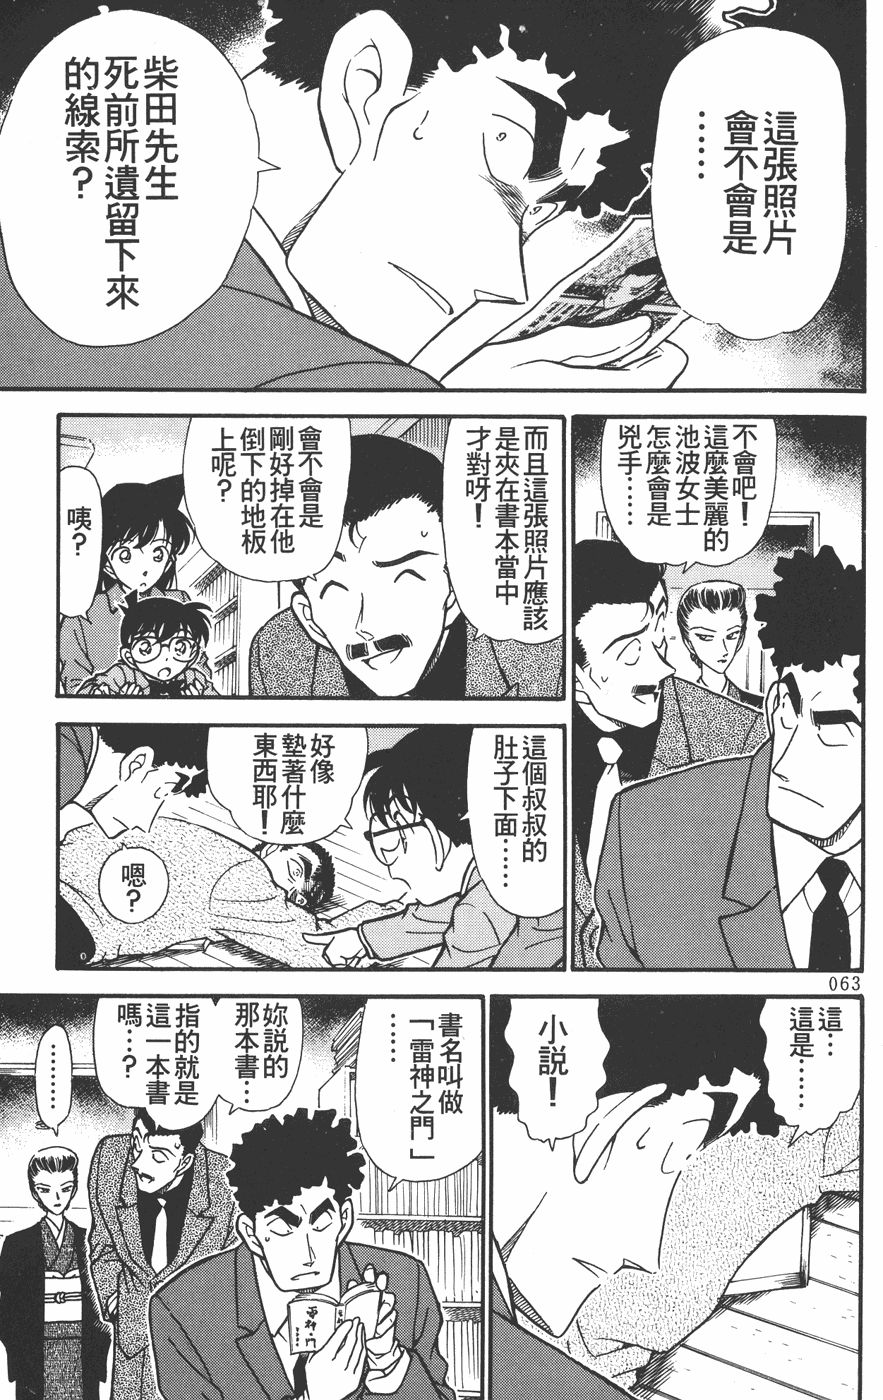 這張照片
會不會是
……
柴田先生
死前所遺留下來
的線索？
不會吧！
這麼美麗的
池波女士
怎麼會是
兇手……
而且這張照片應該
是夾在書本當中
才對呀！
會不會是
剛好掉在他
倒下的地板
上呢？
咦？
這個叔叔的
肚子下面……
好像
墊著什麼
東西耶！
嗯？
063
這…
這是……
小說！
書名叫做
「雷神之門」
……
妳說的
那本書…
指的就是
這一本書
嗎…？
……